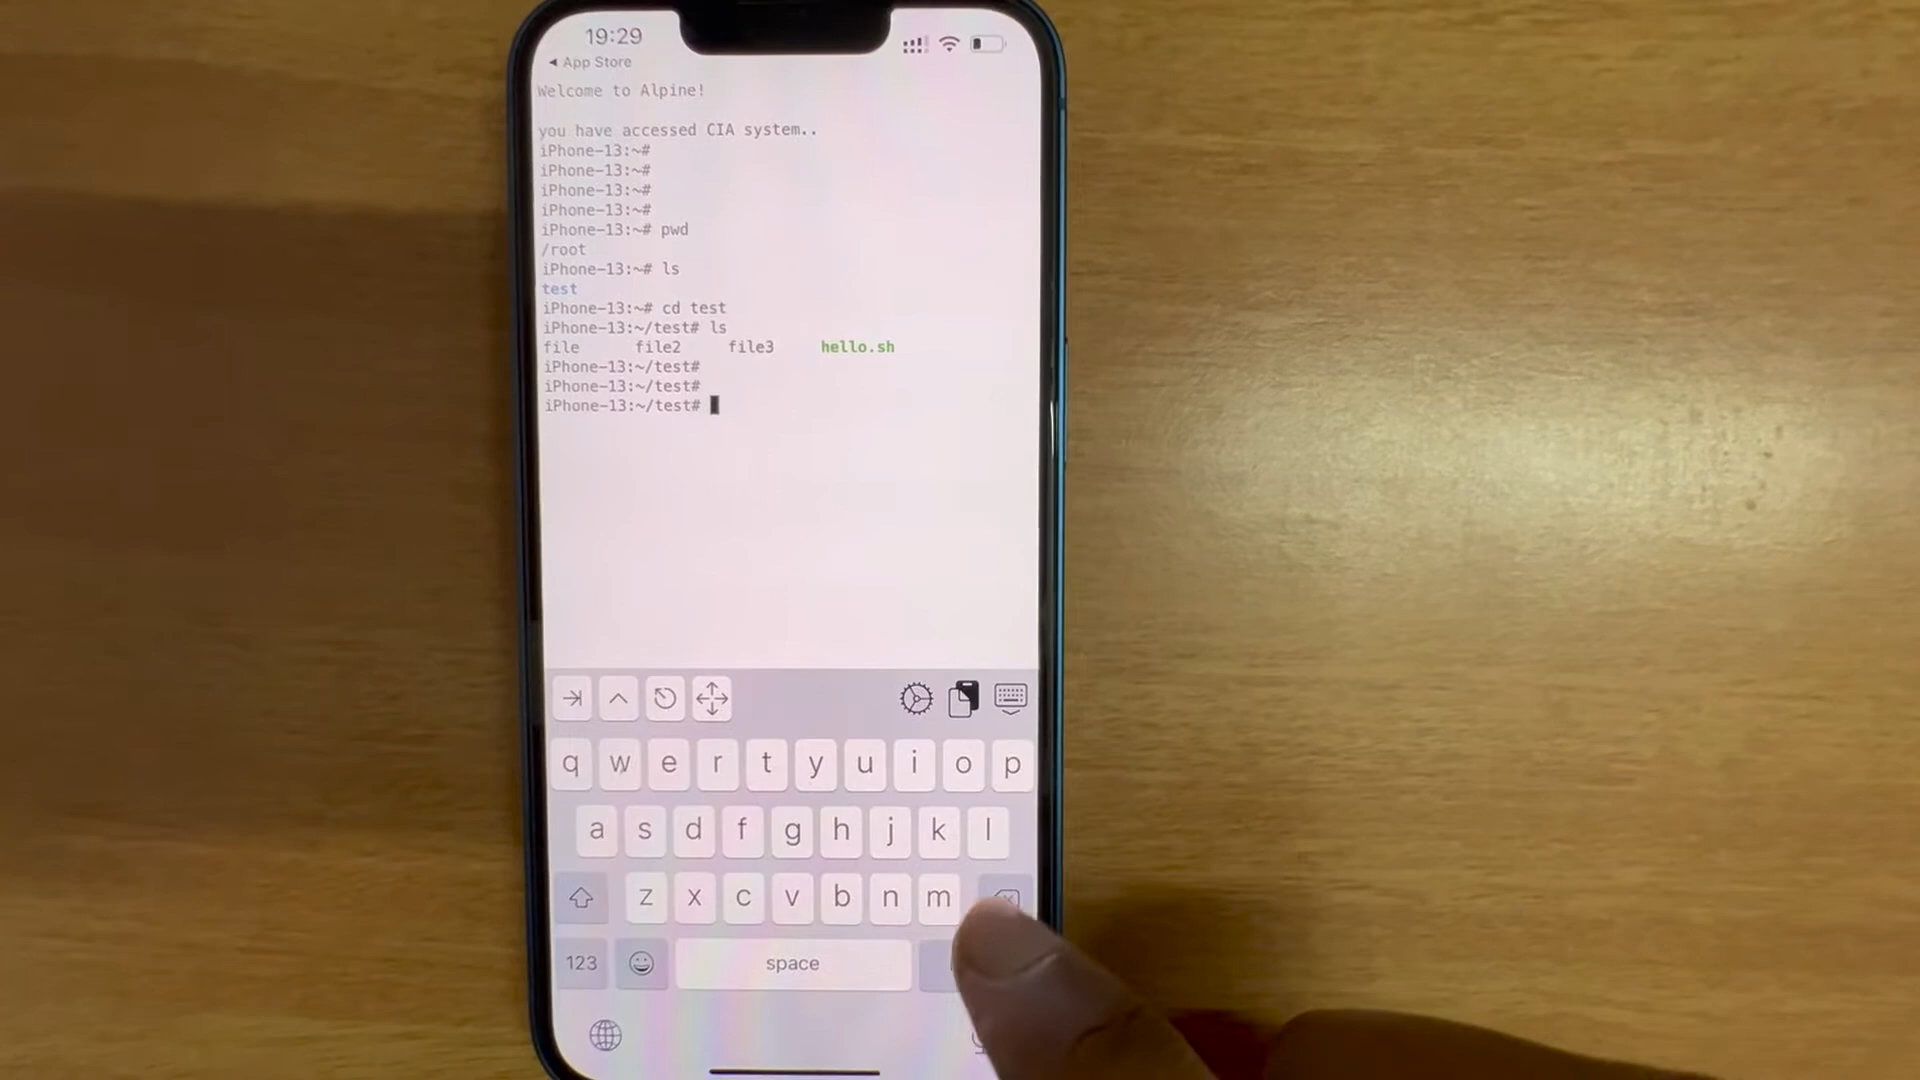 19:29
◄ App Store
Welcome to Alpine!
you have accessed CIA system..
iPhone-13:~#
iPhone-13:~#
iPhone-13:~#
iPhone-13:~#
iPhone-13:~# pwd
/root
iPhone-13:~# ls
test
iPhone-13:~# cd test
iPhone-13:~/test# ls
file file2 file3 hello.sh
iPhone-13:~/test#
iPhone-13:~/test#
iPhone-13:~/test#
q w e r t y u i o p
a s d f g h j k l
z x c v b n m
123 space